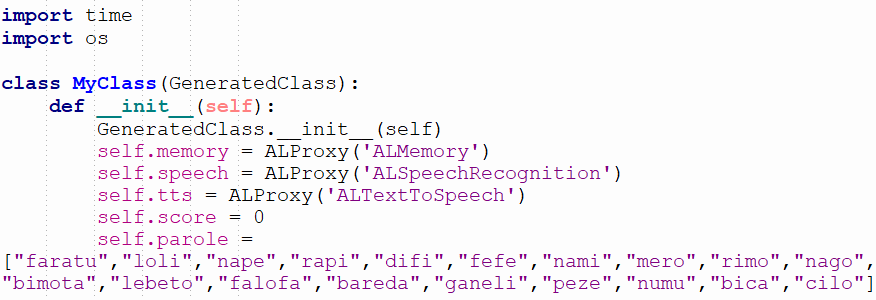 import time
import os

class MyClass(GeneratedClass):
    def __init__(self):
        GeneratedClass.__init__(self)
        self.memory = ALProxy('ALMemory')
        self.speech = ALProxy('ALSpeechRecognition')
        self.tts = ALProxy('ALTextToSpeech')
        self.score = 0
        self.parole =
["faratu","loli","nape","rapi","difi","fefe","nami","mero","rimo","nago",
"bimota","lebeto","falofa","bareda","ganeli","peze","numu","bica","cilo"]